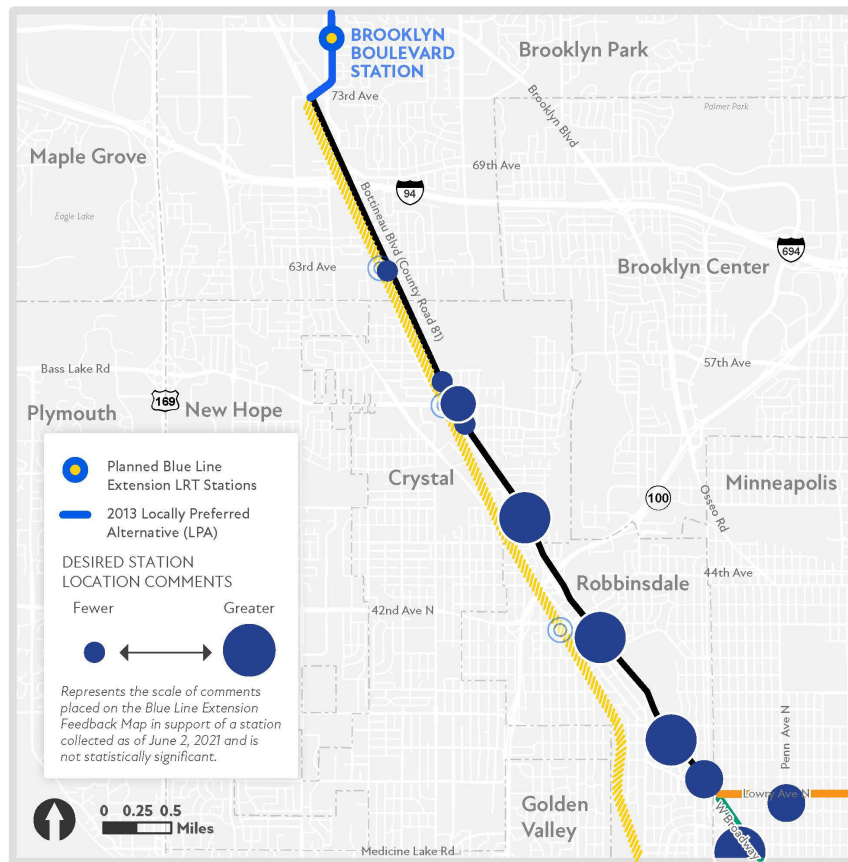 BROOKLYN
BOULEVARD
STATION
Brooklyn Park
73rd Ave
Brooklyn Blvd
Palmer Park
Maple Grove
69th Ave
94
Eagle Lake
Bottineau Blvd (County Road 81)
694
63rd Ave
Brooklyn Center
57th Ave
Bass Lake Rd
169
Plymouth
New Hope
Crystal
Minneapolis
100
Osseo Rd
44th Ave
Robbinsdale
42nd Ave N
Planned Blue Line
Extension LRT Stations
2013 Locally Preferred
Alternative (LPA)
DESIRED STATION
LOCATION COMMENTS
Fewer
Greater
Represents the scale of comments
placed on the Blue Line Extension
Feedback Map in support of a station
collected as of June 2, 2021 and is
not statistically significant.
Penn Ave N
Lowry Ave N
W Broadway
Golden
Valley
0 0.25 0.5
Miles
Medicine Lake Rd